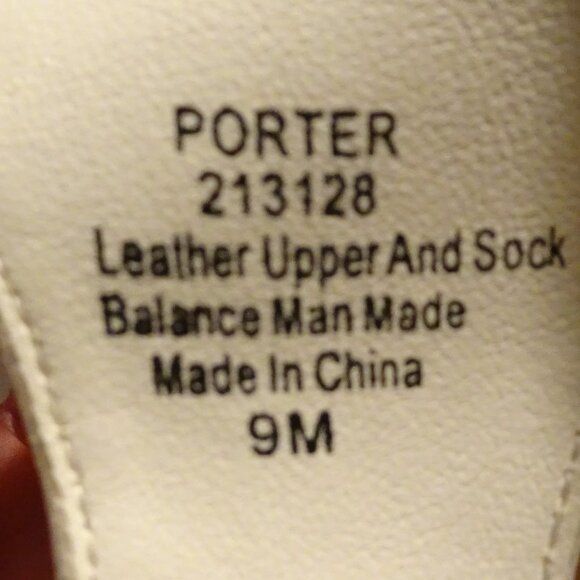 PORTER
213128
Leather Upper And Sock
Balance Man Made
Made In China
9M